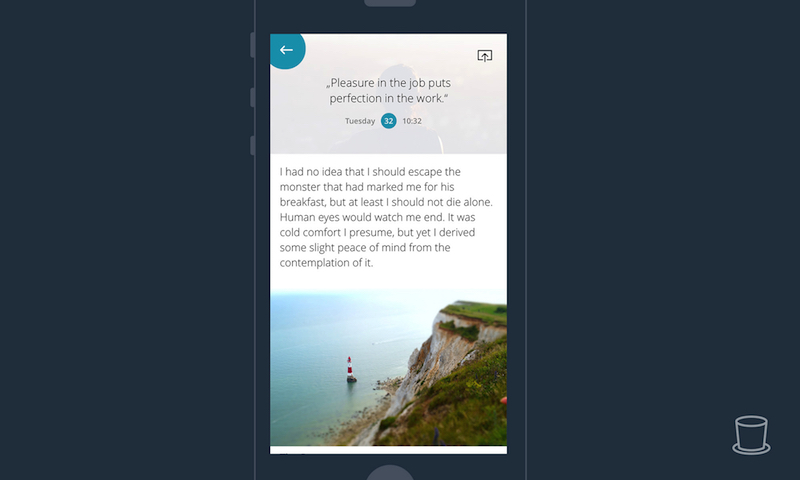 „Pleasure in the job puts
perfection in the work.“
Tuesday 32 10:32
I had no idea that I should escape the
monster that had marked me for his
breakfast, but at least I should not die alone.
Human eyes would watch me end. It was
cold comfort I presume, but yet I derived
some slight peace of mind from the
contemplation of it.